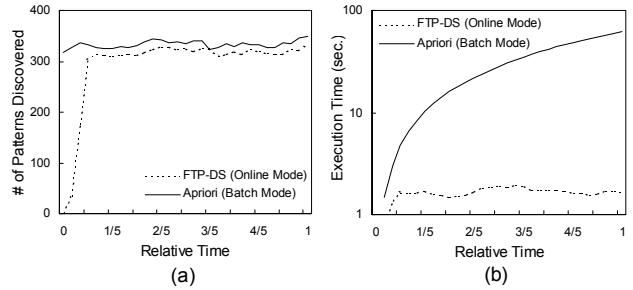 # of Patterns Discovered
400
300
200
100
0
FTP-DS (Online Mode)
Apriori (Batch Mode)
0 1/5 2/5 3/5 4/5 1
Relative Time
(a)
Execution Time (sec.)
100
10
1
FTP-DS (Online Mode)
Apriori (Batch Mode)
0 1/5 2/5 3/5 4/5 1
Relative Time
(b)